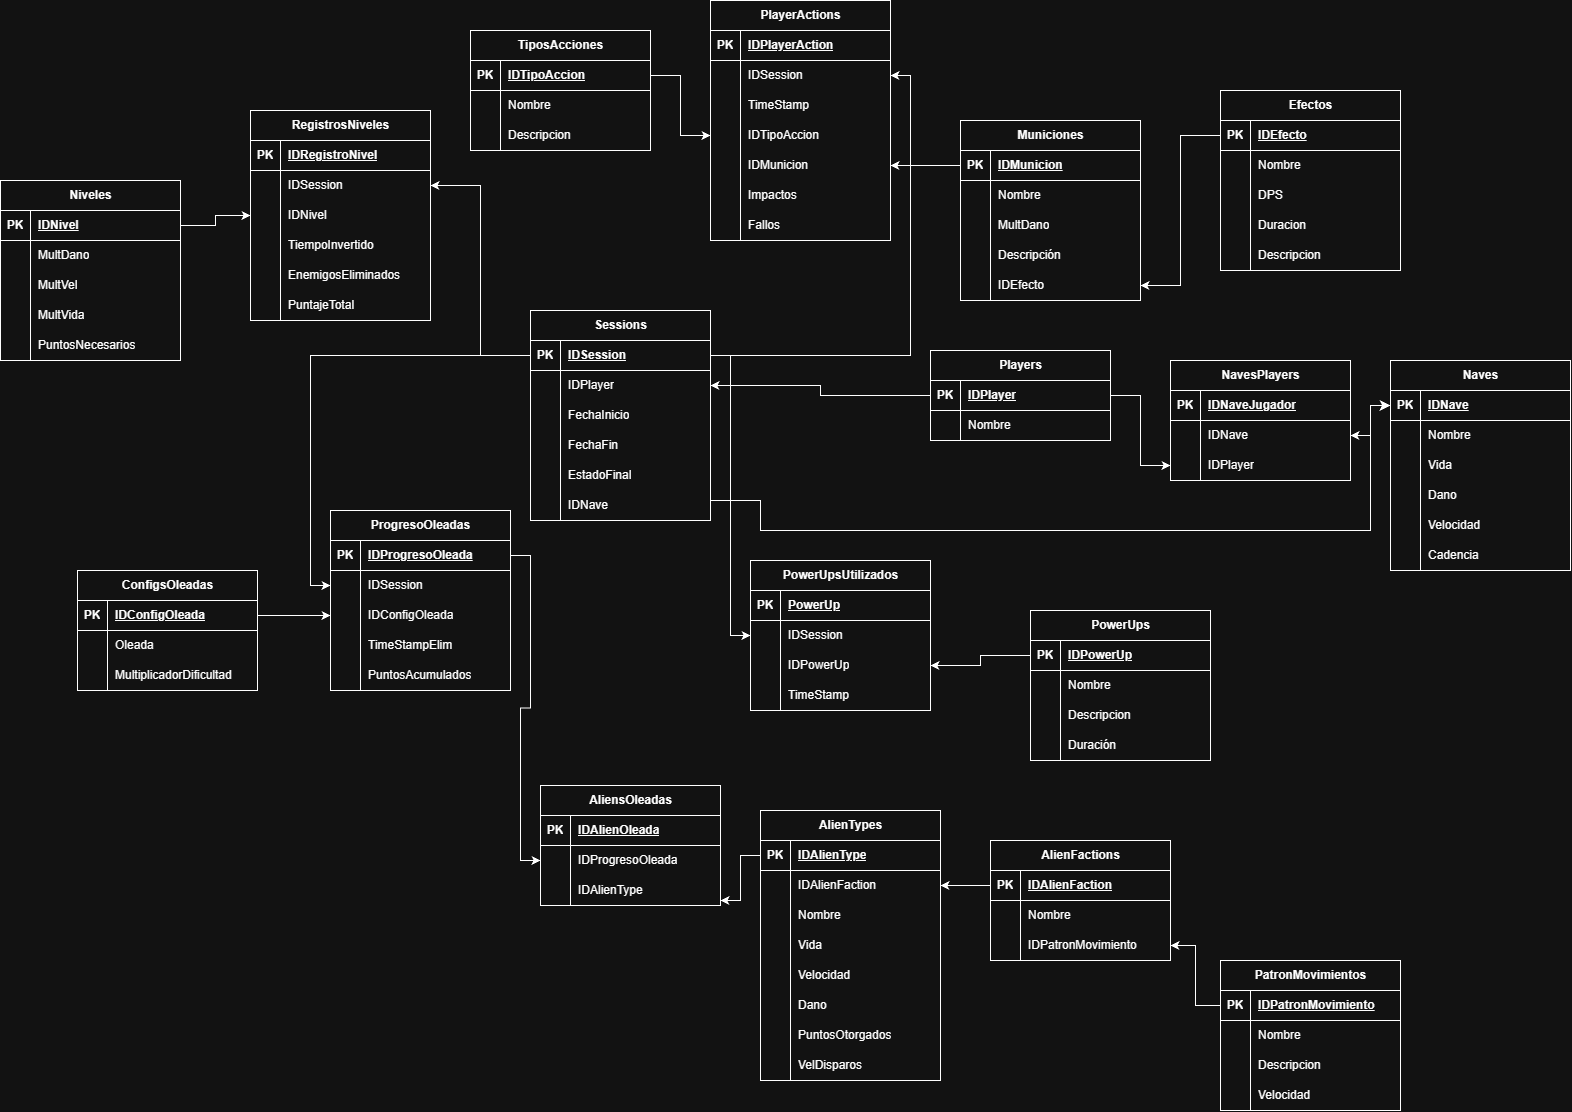 PlayerActions
PK IDPlayerAction
IDSession
TimeStamp
IDTipoAccion
IDMunicion
Impactos
Fallos
TiposAcciones
PK IDTipoAccion
Nombre
Descripcion
RegistrosNiveles
PK IDRegistroNivel
IDSession
IDNivel
TiempoInvertido
EnemigosEliminados
PuntajeTotal
Niveles
PK IDNivel
MultDano
MultVel
MultVida
PuntosNecesarios
Municiones
PK IDMunicion
Nombre
MultDano
Descripción
IDEfecto
Efectos
PK IDEfecto
Nombre
DPS
Duracion
Descripcion
Sessions
PK IDSession
IDPlayer
FechaInicio
FechaFin
EstadoFinal
IDNave
Players
PK IDPlayer
Nombre
NavesPlayers
PK IDNaveJugador
IDNave
IDPlayer
Naves
PK IDNave
Nombre
Vida
Dano
Velocidad
Cadencia
ProgresoOleadas
PK IDProgresoOleada
IDSession
IDConfigOleada
TimeStampElim
PuntosAcumulados
ConfigsOleadas
PK IDConfigOleada
Oleada
MultiplicadorDificultad
PowerUpsUtilizados
PK PowerUp
IDSession
IDPowerUp
TimeStamp
PowerUps
PK IDPowerUp
Nombre
Descripcion
Duración
AliensOleadas
PK IDAlienOleada
IDProgresoOleada
IDAlienType
AlienTypes
PK IDAlienType
IDAlienFaction
Nombre
Vida
Velocidad
Dano
PuntosOtorgados
VelDisparos
AlienFactions
PK IDAlienFaction
Nombre
IDPatronMovimiento
PatronMovimientos
PK IDPatronMovimiento
Nombre
Descripcion
Velocidad